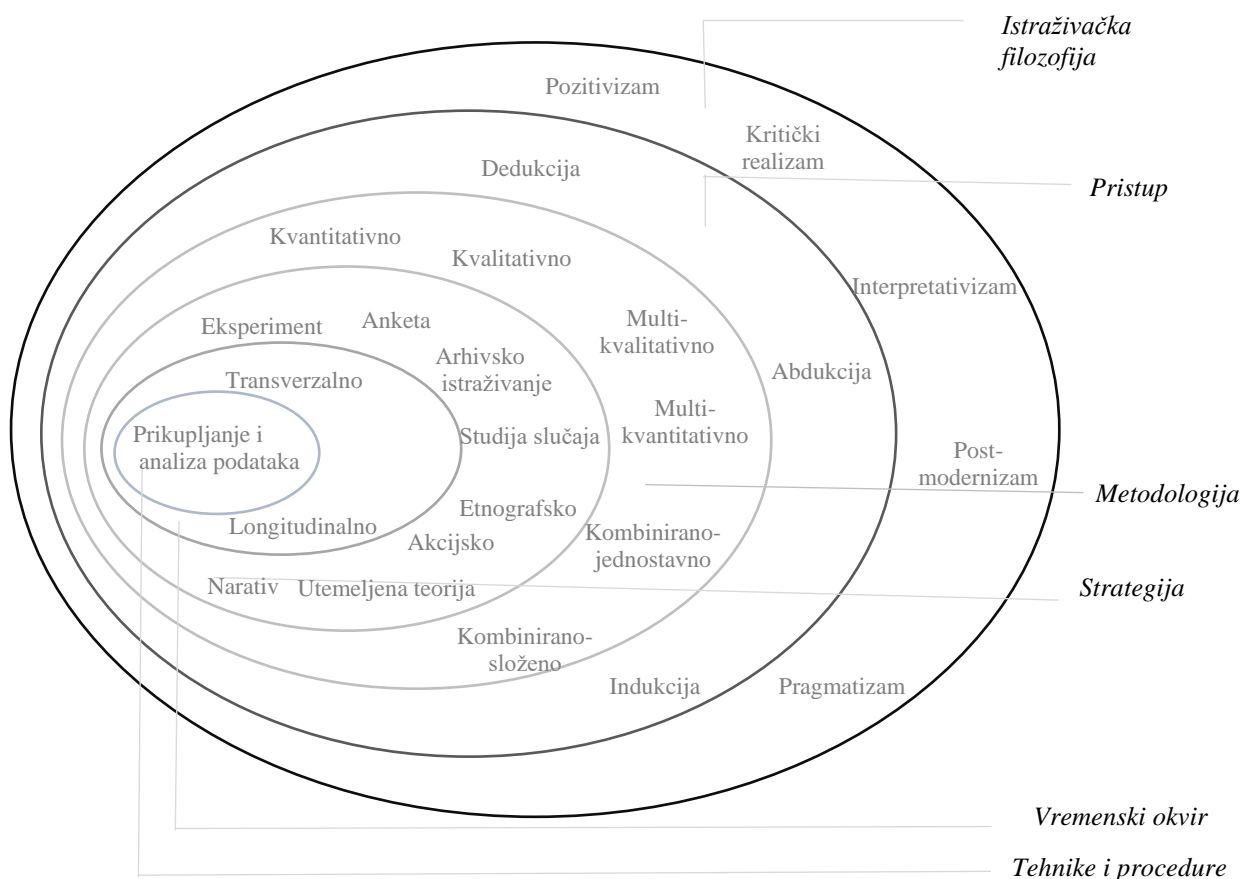 Istraživačka
filozofija
Pozitivizam
Kritički
realizam
Dedukcija
Pristup
Kvantitativno
Kvalitativno
Interpretativizam
Eksperiment
Anketa
Multi-
kvalitativno
Arhivsko
istraživanje
Transverzalno
Abdukcija
Multi-
kvantitativno
Prikupljanje i
analiza podataka
Studija slučaja
Post-
modernizam
Metodologija
Etnografsko
Longitudinalno
Akcijsko
Kombinirano-
jednostavno
Narativ
Utemeljena teorija
Strategija
Kombinirano-
složeno
Indukcija
Pragmatizam
Vremenski okvir
Tehnike i procedure